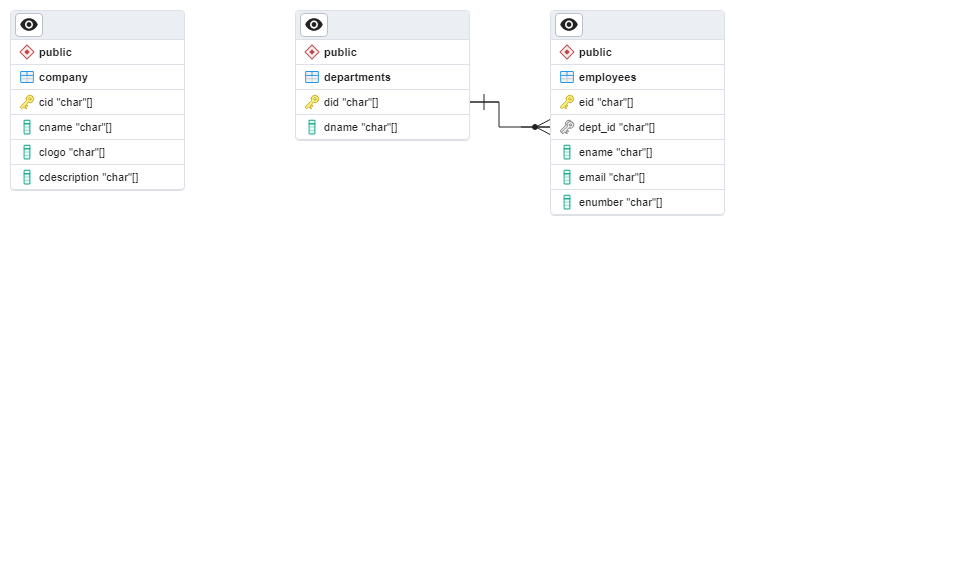 public
company
cid "char"[]
cname "char"[]
clogo "char"[]
cdescription "char"[]
public
departments
did "char"[]
dname "char"[]
public
employees
eid "char"[]
dept_id "char"[]
ename "char"[]
email "char"[]
enumber "char"[]